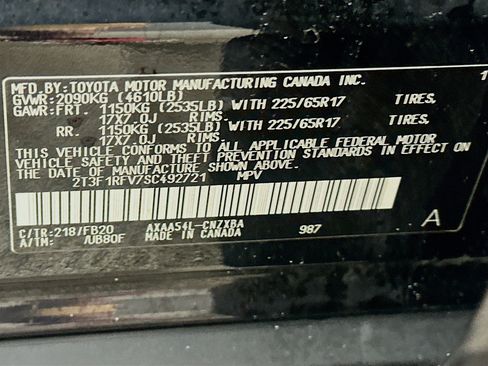 MFD.BY:TOYOTA MOTOR MANUFACTURING CANADA INC. 1
GVWR:2090KG (4610LB)
GAWR:FRT. 1150KG (2535LB) WITH 225/65R17 TIRES,
17X7.0J RIMS,
RR. 1150KG (2535LB) WITH 225/65R17 TIRES,
17X7.0J RIMS,
THIS VEHICLE CONFORMS TO ALL APPLICABLE FEDERAL MOTOR
VEHICLE SAFETY AND THEFT PREVENTION STANDARDS IN EFFECT ON
THE DATE OF MANUFACTURE SHOWN ABOVE.
2T3F1RFV7SC492721 MPV
C/TR:218/FB20 AXAA54L-CNZXBA 987 A
A/TM: /UB80F MADE IN CANADA